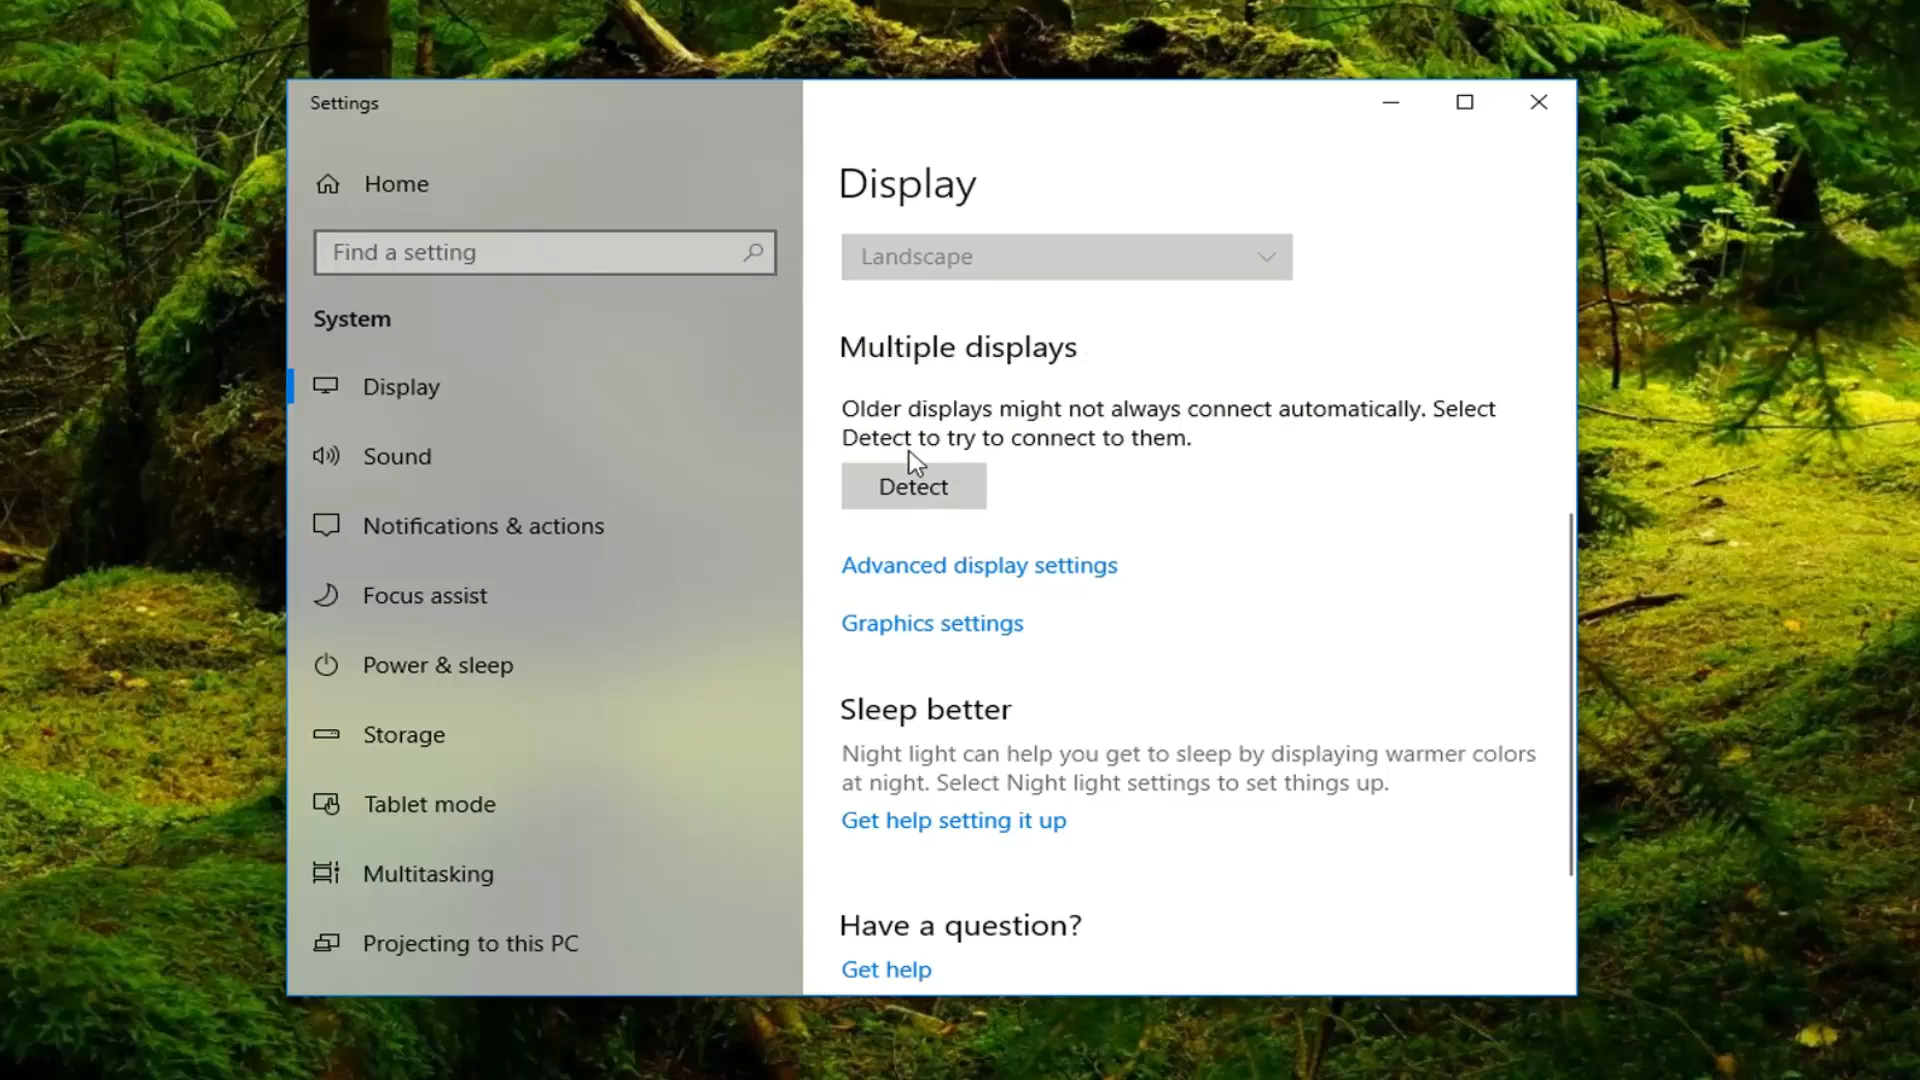 Settings
Home
Find a setting
System
Display
Sound
Notifications & actions
Focus assist
Power & sleep
Storage
Tablet mode
Multitasking
Projecting to this PC
Display
Landscape
Multiple displays
Older displays might not always connect automatically. Select
Detect to try to connect to them.
Detect
Advanced display settings
Graphics settings
Sleep better
Night light can help you get to sleep by displaying warmer colors
at night. Select Night light settings to set things up.
Get help setting it up
Have a question?
Get help